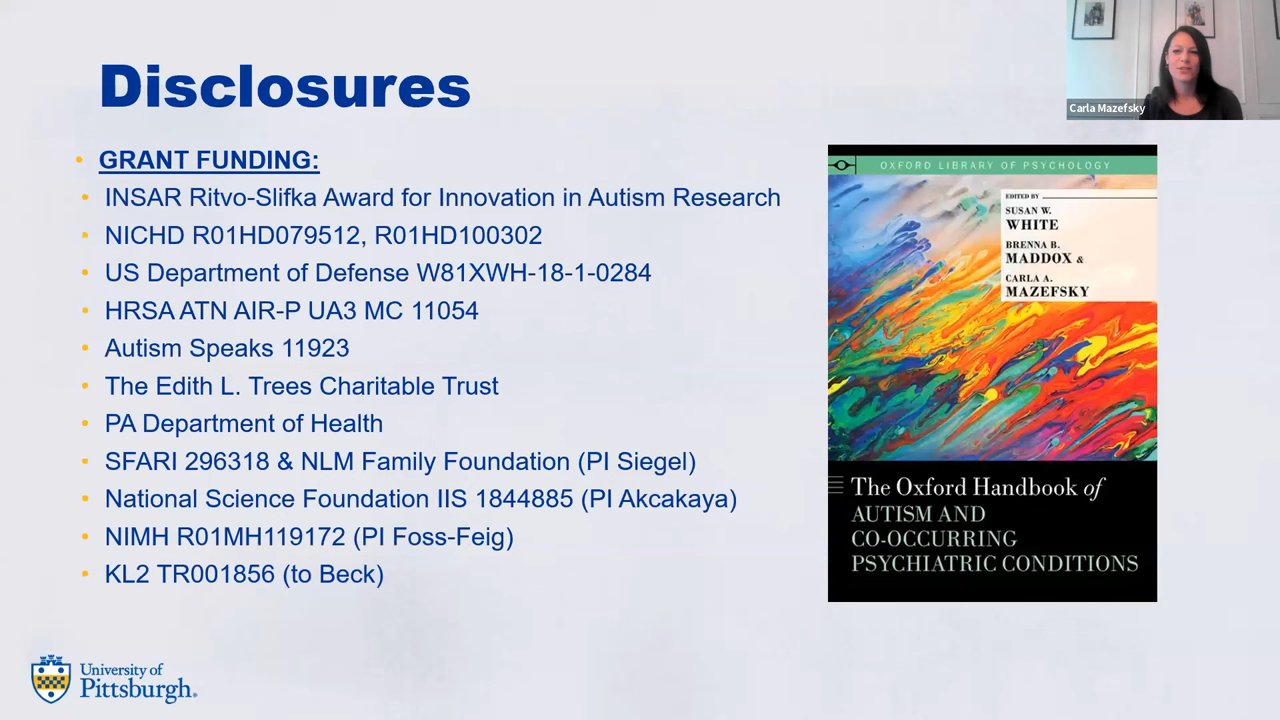 Disclosures
GRANT FUNDING:
INSAR Ritvo-Slifka Award for Innovation in Autism Research
NICHD R01HD079512, R01HD100302
US Department of Defense W81XWH-18-1-0284
HRSA ATN AIR-P UA3 MC 11054
Autism Speaks 11923
The Edith L. Trees Charitable Trust
PA Department of Health
SFARI 296318 & NLM Family Foundation (PI Siegel)
National Science Foundation IIS 1844885 (PI Akcakaya)
NIMH R01MH119172 (PI Foss-Feig)
KL2 TR001856 (to Beck)
University of
Pittsburgh.
Carla Mazefsky
OXFORD LIBRARY OF PSYCHOLOGY
EDITED BY
SUSAN W.
WHITE
BRENNA B.
MADDOX &
CARLA A.
MAZEFSKY
The Oxford Handbook of
AUTISM AND
CO-OCCURRING
PSYCHIATRIC CONDITIONS